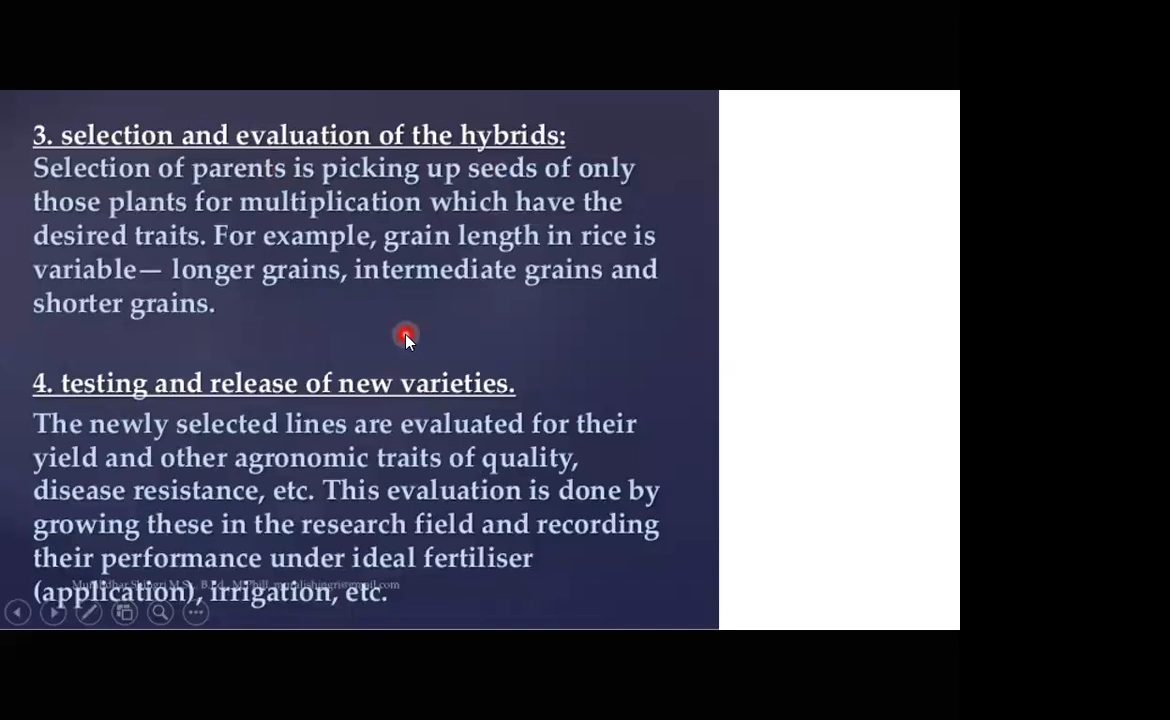 3. selection and evaluation of the hybrids:
Selection of parents is picking up seeds of only
those plants for multiplication which have the
desired traits. For example, grain length in rice is
variable— longer grains, intermediate grains and
shorter grains.
4. testing and release of new varieties.
The newly selected lines are evaluated for their
yield and other agronomic traits of quality,
disease resistance, etc. This evaluation is done by
growing these in the research field and recording
their performance under ideal fertiliser
(application), irrigation, etc.